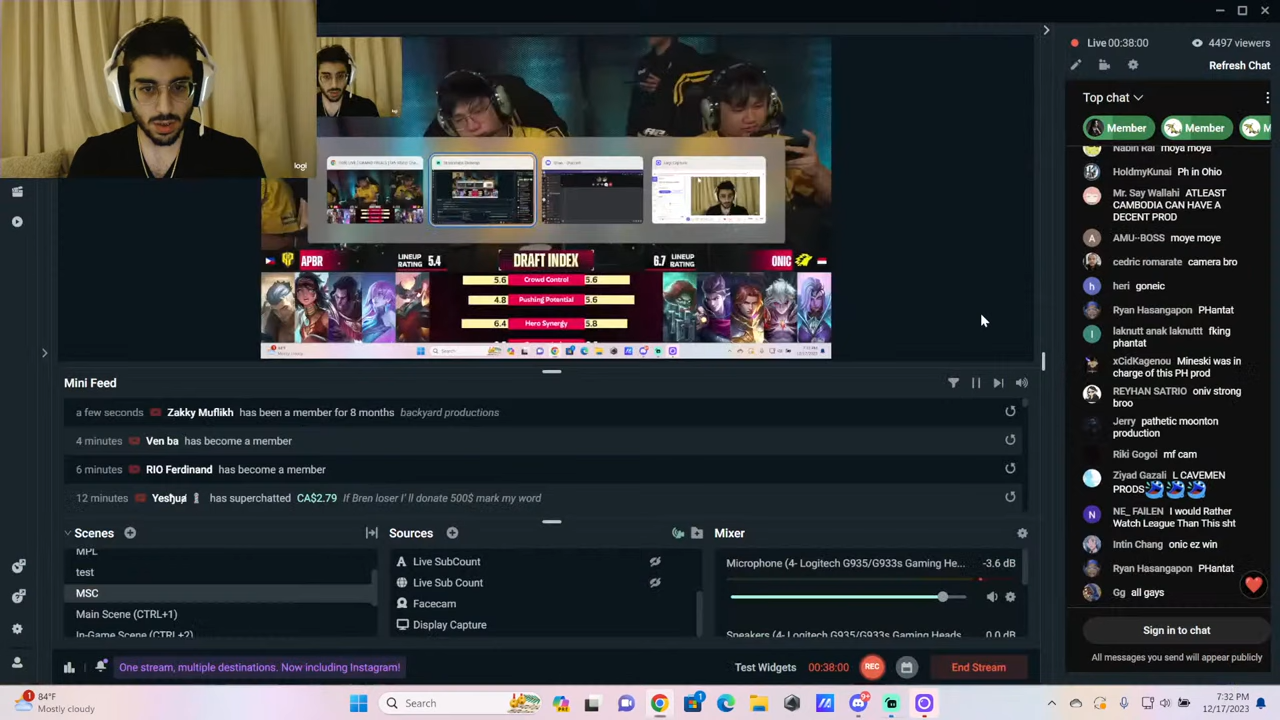 Live 00:38:00
4497 viewers
Refresh Chat
Top chat
Member
Member
Nabin Rai moya moya
TimyKunai Ph in Ohio
Mr. Say Wallahi ATLEAST
CAMBODIA CAN HAVE A
DECENT PROD
AMU-BOSS moye moye
eric romarate camera bro
heri goneic
Ryan Hasangapon PHantat
laknutt anak laknuttt fking
phantat
xCidKagenou Mineski was in
charge of this PH prod
REYHAN SATRIO oniv strong
broo
Jerry pathetic moonton
production
Riki Gogoi mf cam
Ziyad Gazali L CAVEMEN
PRODS
NE_FAILEN I would Rather
Watch League Than This sht
Intin Chang onic ez win
Ryan Hasangapon PHantat
Gg all gays
Sign in to chat
All messages you send will appear publicly
logi
APBR
LINEUP
RATING 5.4
DRAFT INDEX
6.7 LINEUP
RATING
ONIC
5.6 Crowd Control 5.6
4.8 Pushing Potential 5.6
6.4 Hero Synergy 5.8
Search
Mini Feed
a few seconds Zakky Muflikh has been a member for 8 months backyard productions
4 minutes Ven ba has become a member
6 minutes RIO Ferdinand has become a member
12 minutes has superchatted CA$2.79 If Bren loser I'll donate 500$ mark my word
Scenes
MPL
test
MSC
Main Scene (CTRL+1)
In-Game Scene (CTRL+2)
Sources
Live SubCount
Live Sub Count
Facecam
Display Capture
Mixer
Microphone (4- Logitech G935/G933s Gaming He... -3.6 dB
Speakers (4- Logitech G935/G933s Gaming Heads... 0.0 dB
One stream, multiple destinations. Now including Instagram!
Test Widgets
00:38:00
REC
End Stream
84°F
Mostly cloudy
Search
7:32 PM
12/17/2023